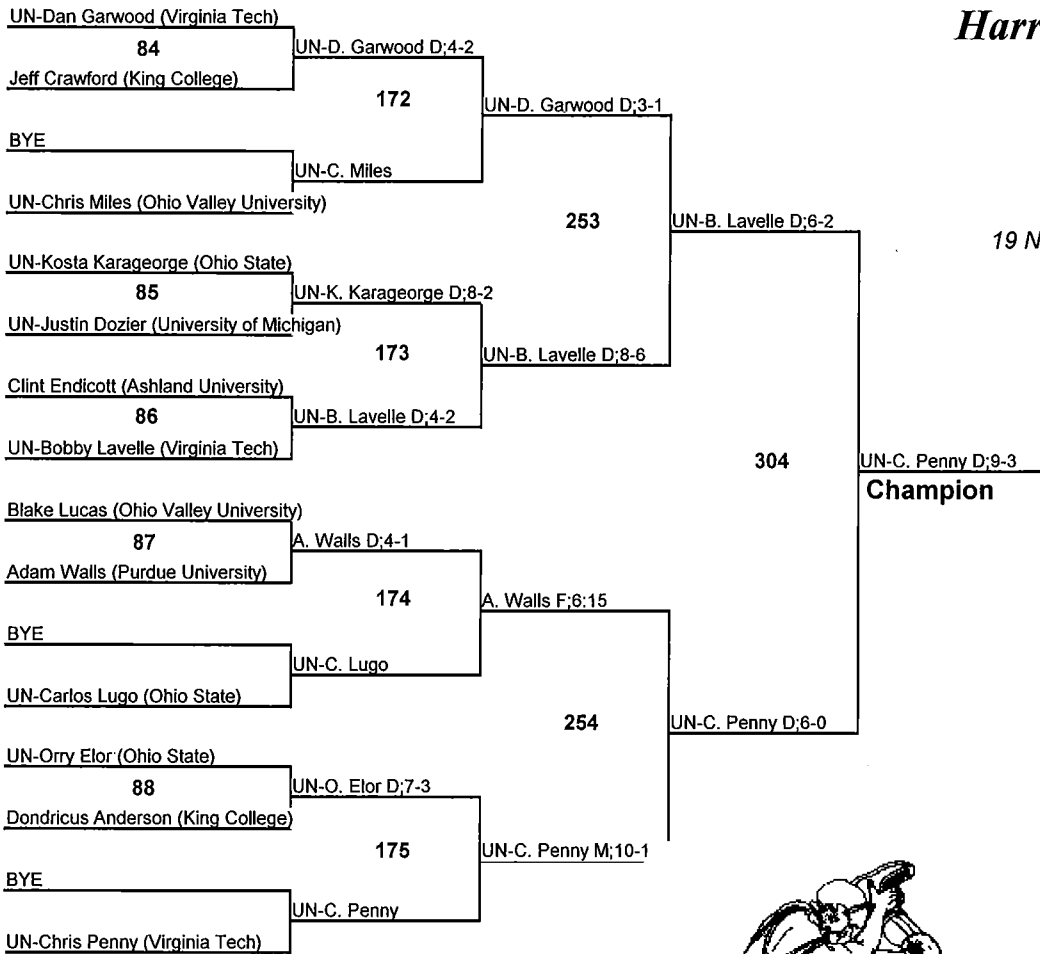 UN-Dan Garwood (Virginia Tech)
Harr
84
UN-D. Garwood D;4-2
Jeff Crawford (King College)
172
UN-D. Garwood D;3-1
BYE
UN-C. Miles
UN-Chris Miles (Ohio Valley University)
253
UN-B. Lavelle D;6-2
19 N
UN-Kosta Karageorge (Ohio State)
85
UN-K. Karageorge D;8-2
UN-Justin Dozier (University of Michigan)
173
UN-B. Lavelle D;8-6
Clint Endicott (Ashland University)
86
UN-B. Lavelle D;4-2
UN-Bobby Lavelle (Virginia Tech)
304
UN-C. Penny D;9-3
Champion
Blake Lucas (Ohio Valley University)
87
A. Walls D;4-1
Adam Walls (Purdue University)
174
A. Walls F;6:15
BYE
UN-C. Lugo
UN-Carlos Lugo (Ohio State)
254
UN-C. Penny D;6-0
UN-Orry Elor (Ohio State)
88
UN-O. Elor D;7-3
Dondricus Anderson (King College)
175
UN-C. Penny M;10-1
BYE
UN-C. Penny
UN-Chris Penny (Virginia Tech)